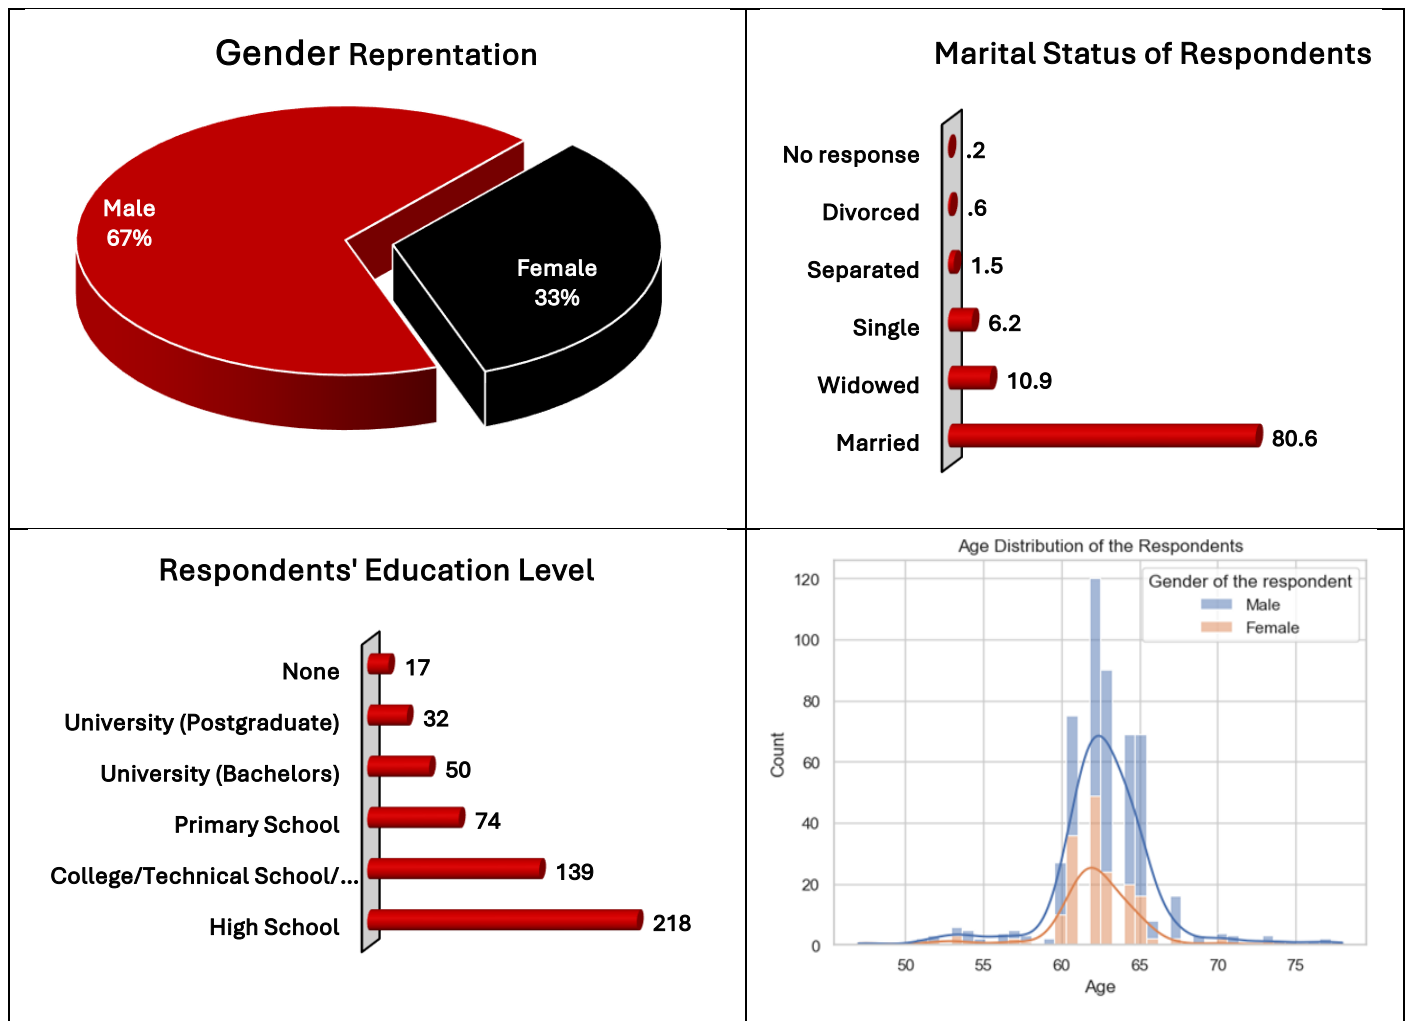 Gender Reprentation
Male
67%
Female
33%
Marital Status of Respondents
No response .2
Divorced .6
Separated 1.5
Single 6.2
Widowed 10.9
Married 80.6
Respondents' Education Level
None 17
University (Postgraduate) 32
University (Bachelors) 50
Primary School 74
College/Technical School/... 139
High School 218
Age Distribution of the Respondents
Gender of the respondent
Male
Female
Count
120
100
80
60
40
20
0
50 55 60 65 70 75
Age